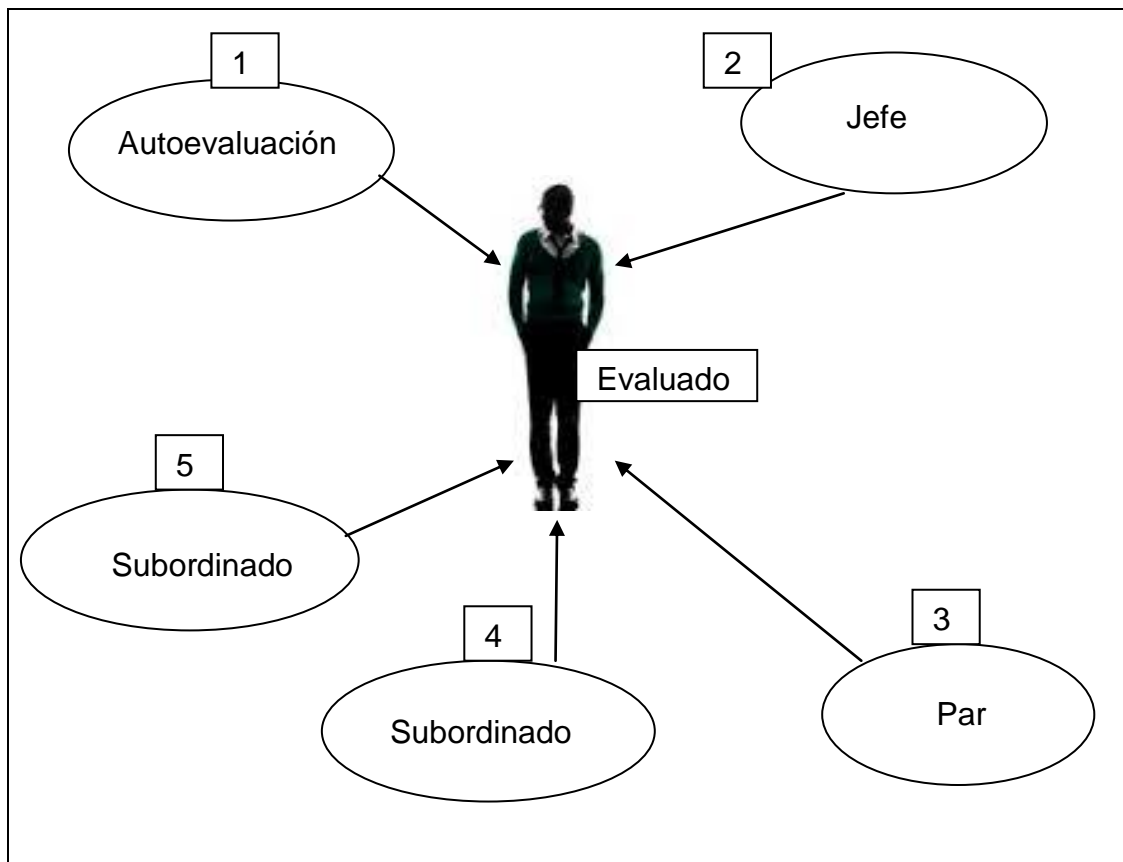 1
Autoevaluación
2
Jefe
Evaluado
5
Subordinado
4
Subordinado
3
Par